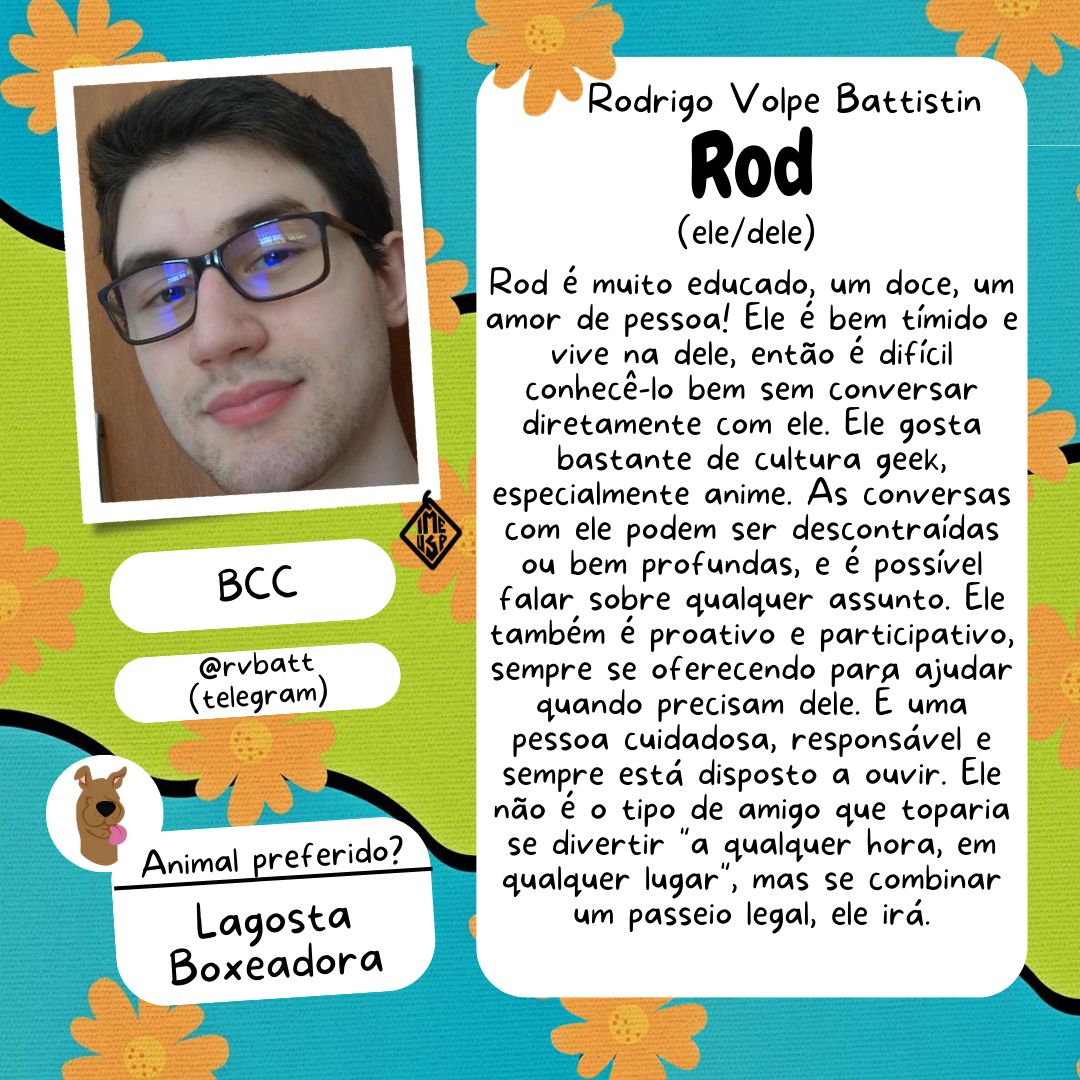 Rodrigo Volpe Battistin
Rod
(ele/dele)
Rod é muito educado, um doce, um
amor de pessoa! Ele é bem tímido e
vive na dele, então é difícil
conhecê-lo bem sem conversar
diretamente com ele. Ele gosta
bastante de cultura geek,
especialmente anime. As conversas
com ele podem ser descontraídas
ou bem profundas, e é possível
falar sobre qualquer assunto. Ele
também é proativo e participativo,
sempre se oferecendo para ajudar
quando precisam dele. É uma
pessoa cuidadosa, responsável e
sempre está disposto a ouvir. Ele
não é o tipo de amigo que toparia
se divertir "a qualquer hora, em
qualquer lugar", mas se combinar
um passeio legal, ele irá.
IME
USP
BCC
@rvbatt
(telegram)
Animal preferido?
Lagosta
Boxeadora